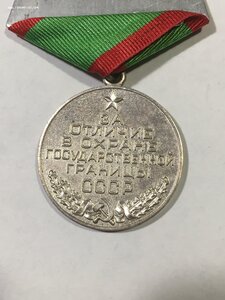 ЗА
ОТЛИЧИЕ
В ОХРАНЕ
ГОСУДАРСТВЕННОЙ
ГРАНИЦЫ
СССР